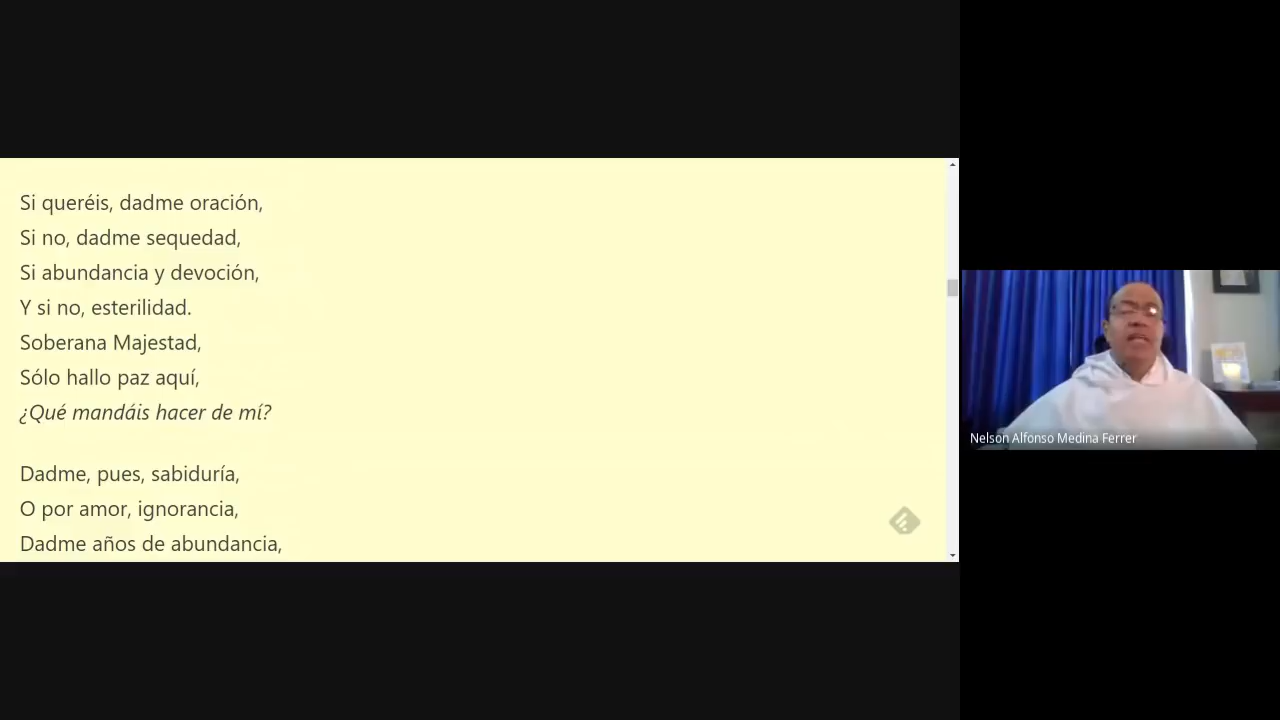 Si queréis, dadme oración,
Si no, dadme sequedad,
Si abundancia y devoción,
Y si no, esterilidad.
Soberana Majestad,
Sólo hallo paz aquí,
¿Qué mandáis hacer de mí?
Dadme, pues, sabiduría,
O por amor, ignorancia,
Dadme años de abundancia,
Nelson Alfonso Medina Ferrer